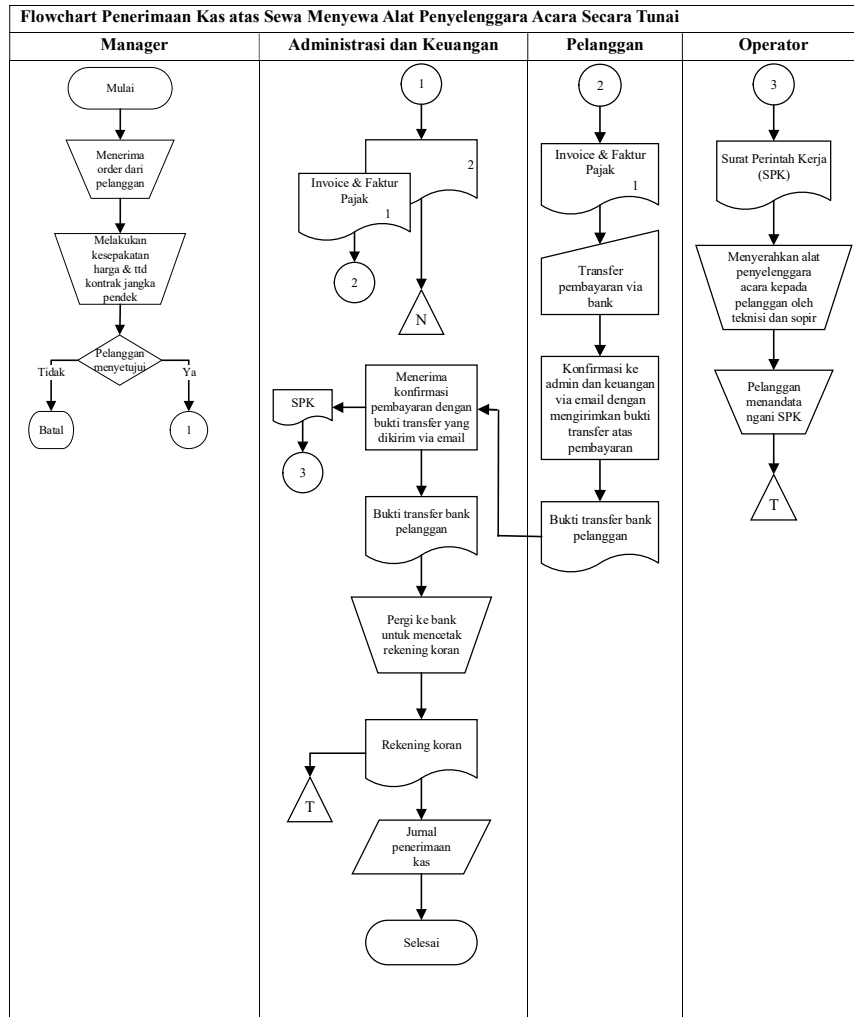 Flowchart Penerimaan Kas atas Sewa Menyewa Alat Penyelenggara Acara Secara Tunai
Manager
Administrasi dan Keuangan
Pelanggan
Operator
Mulai
Menerima
order dari
pelanggan
Melakukan
kesepakatan
harga & ttd
kontrak jangka
pendek
Pelanggan
menyetujui
Tidak
Ya
Batal
1
1
2
Invoice & Faktur
Pajak
1
2
N
Menerima
konfirmasi
pembayaran dengan
bukti transfer yang
dikirim via email
SPK
3
Bukti transfer bank
pelanggan
Pergi ke bank
untuk mencetak
rekening koran
Rekening koran
T
Jurnal
penerimaan
kas
Selesai
2
Invoice & Faktur
Pajak
1
Transfer
pembayaran via
bank
Konfirmasi ke
admin dan keuangan
via email dengan
mengirimkan bukti
transfer atas
pembayaran
Bukti transfer bank
pelanggan
3
Surat Perintah Kerja
(SPK)
Menyerahkan alat
penyelenggara
acara kepada
pelanggan oleh
teknisi dan sopir
Pelanggan
menandata
ngani SPK
T